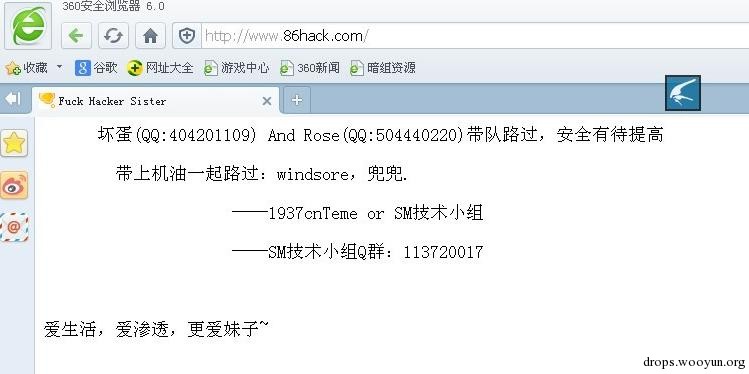 360安全浏览器 6.0
http://www.86hack.com/
收藏 谷歌 网址大全 游戏中心 360新闻 暗组资源
Fuck Hacker Sister
坏蛋(QQ:404201109) And Rose(QQ:504440220)带队路过，安全有待提高
带上机油一起路过：windsore，兜兜.
——1937cnTeme or SM技术小组
——SM技术小组Q群：113720017
爱生活，爱渗透，更爱妹子~
drops.wooyun.org